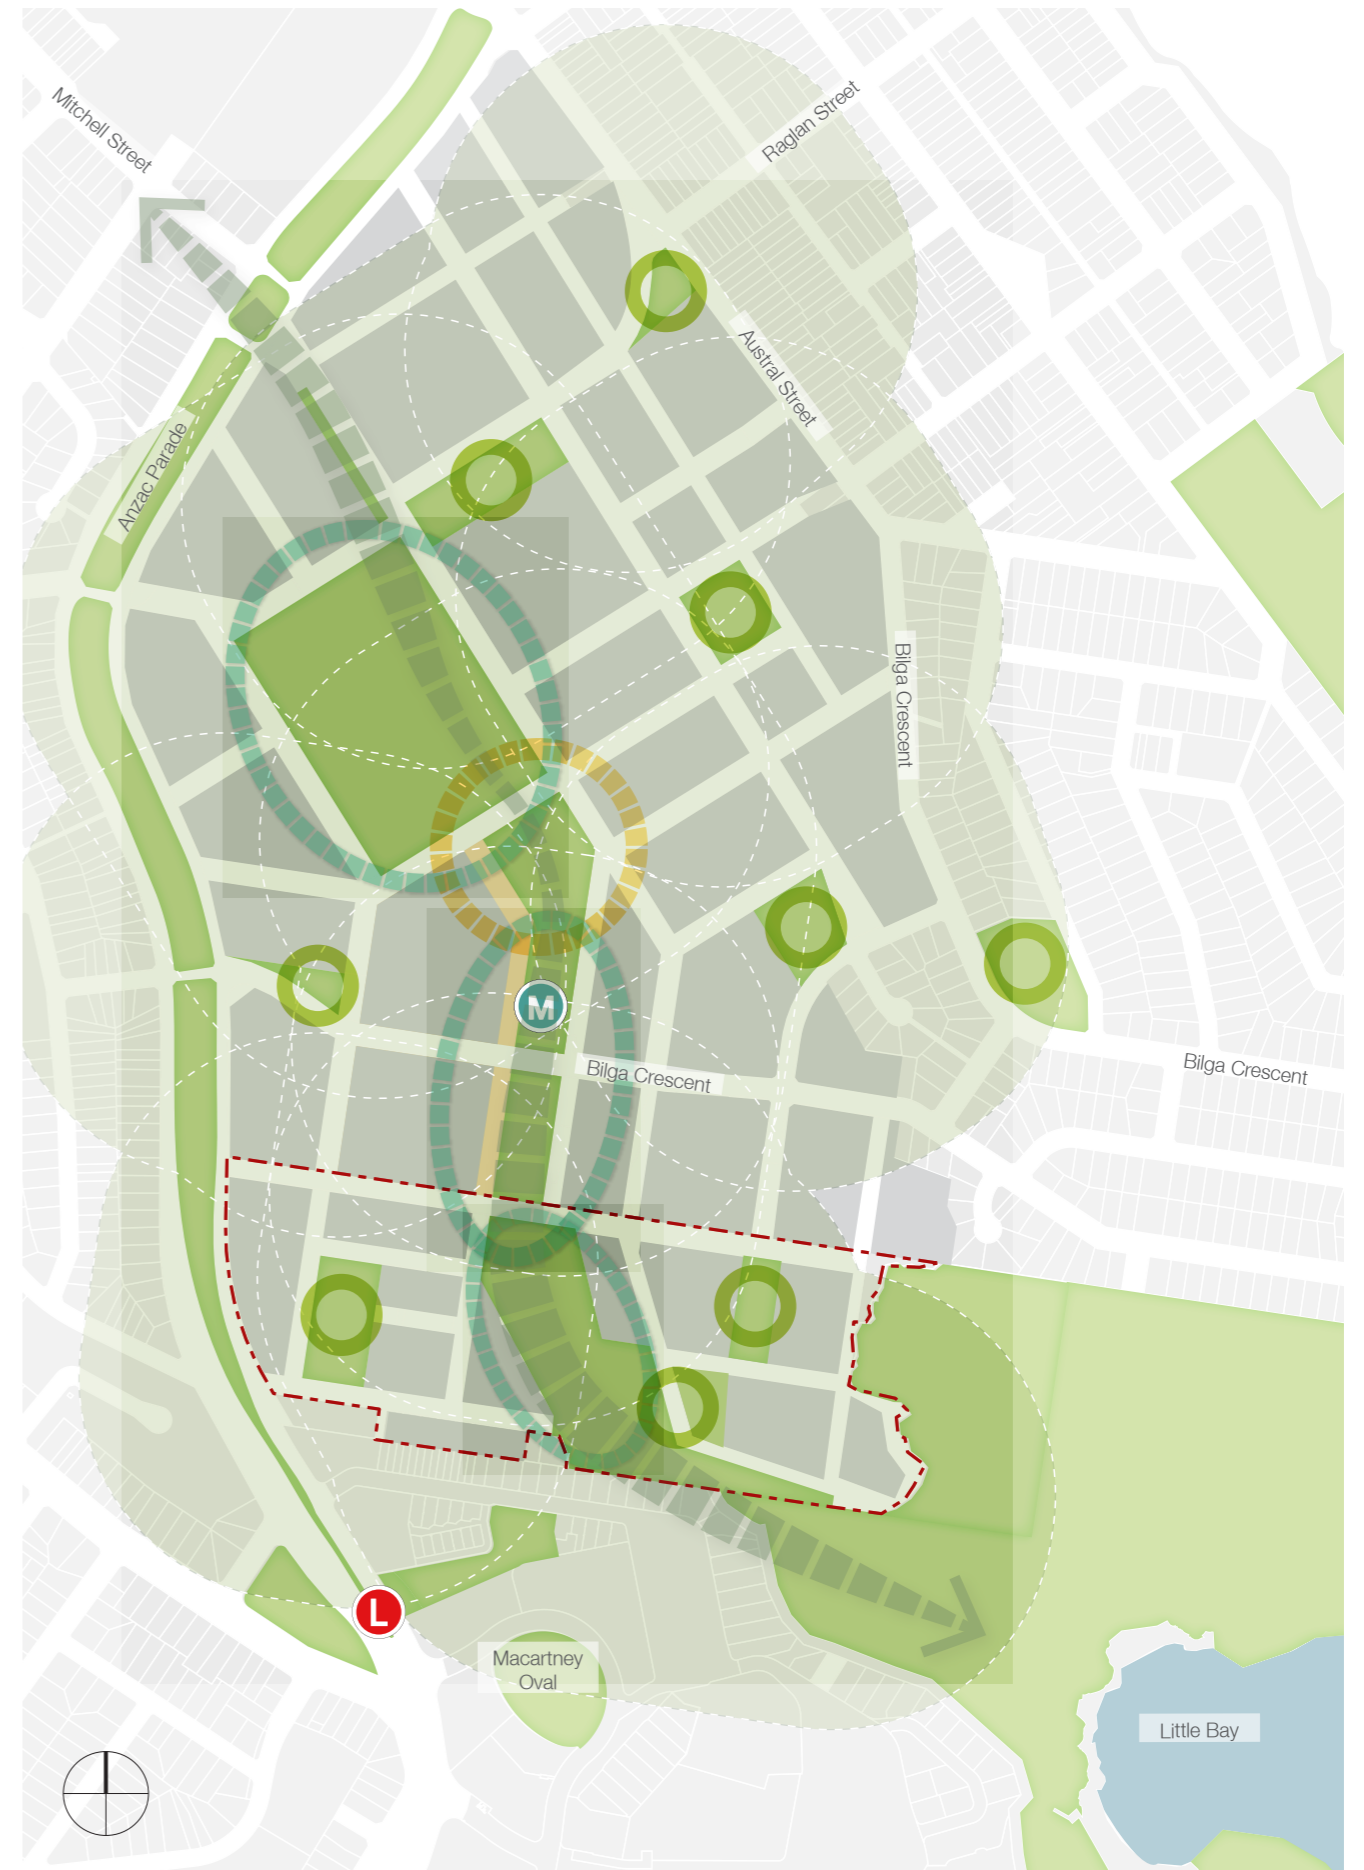 Mitchell Street
Raglan Street
Austral Street
Anzac Parade
Bilga Crescent
M
Bilga Crescent
Bilga Crescent
L
Macartney
Oval
Little Bay